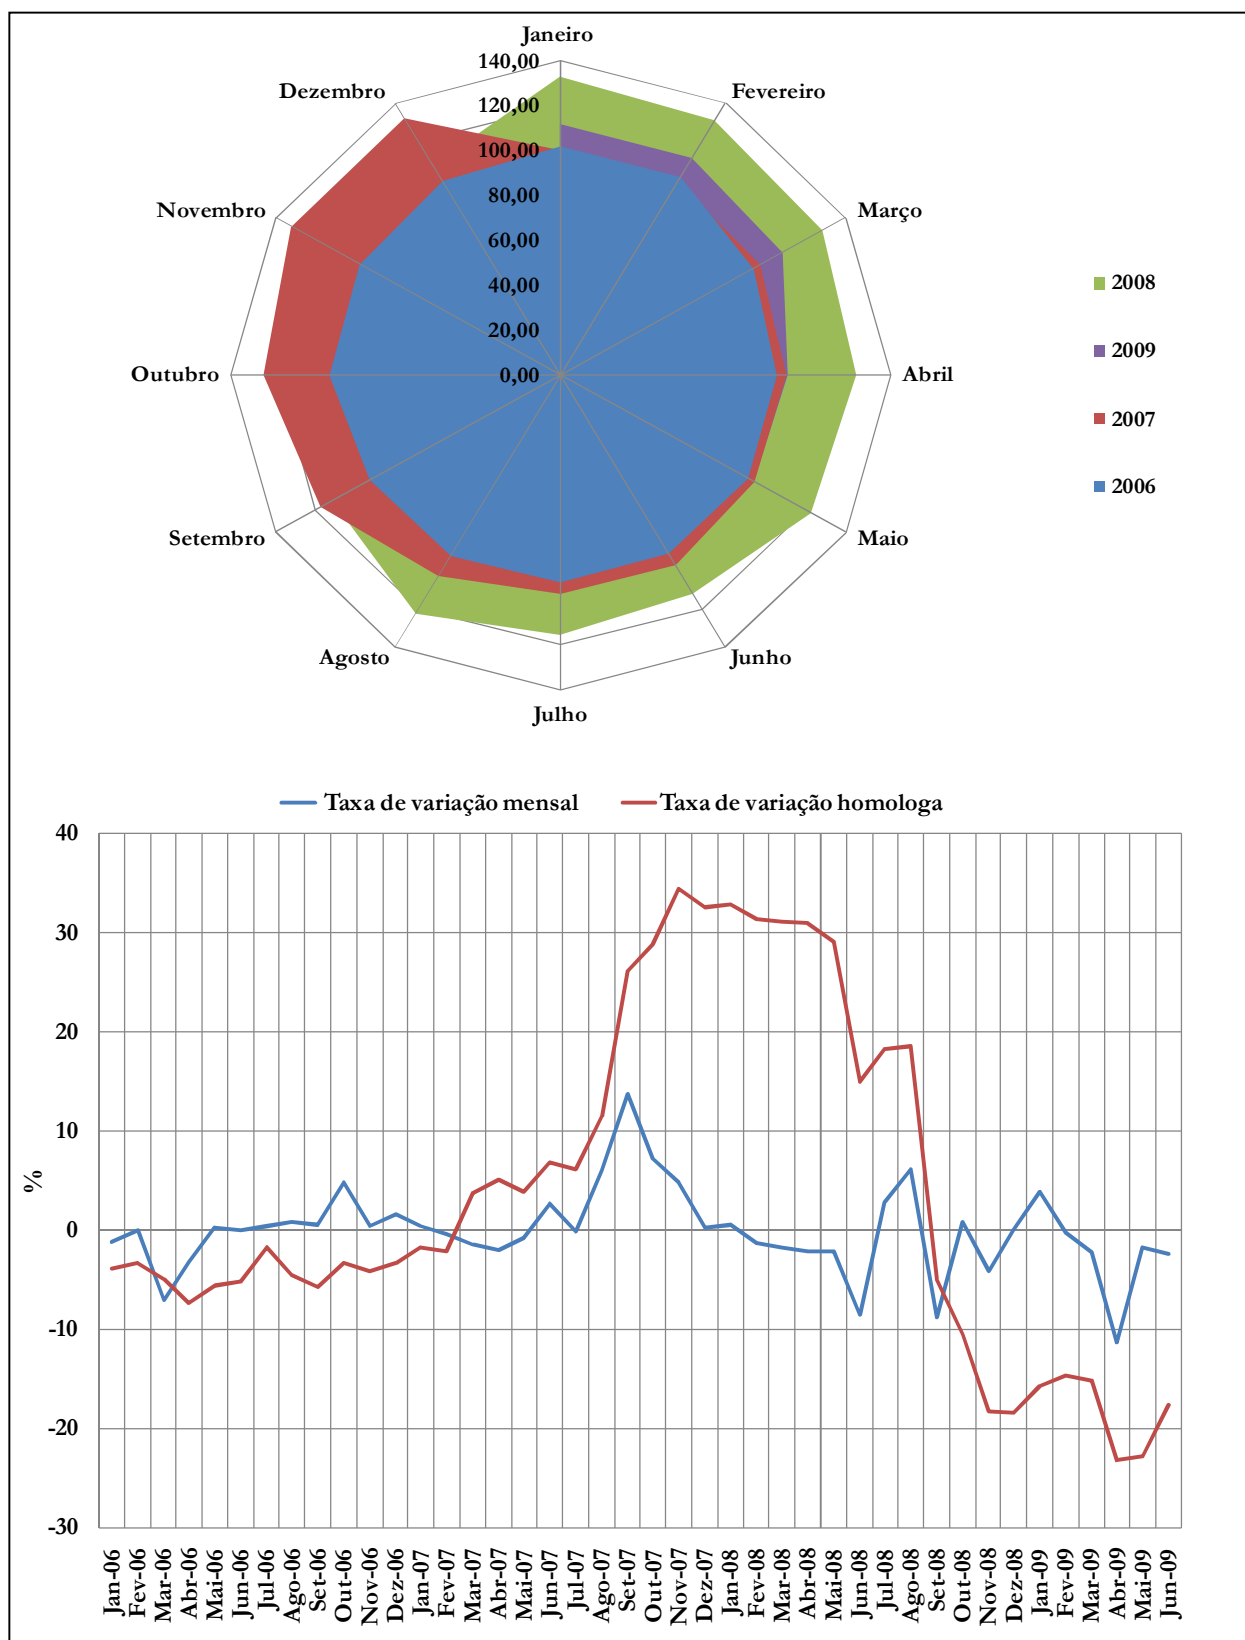 Janeiro
Fevereiro
Março
Abril
Maio
Junho
Julho
Agosto
Setembro
Outubro
Novembro
Dezembro
140,00
120,00
100,00
80,00
60,00
40,00
20,00
0,00
2008
2009
2007
2006
Taxa de variação mensal
Taxa de variação homologa
40
30
20
10
0
-10
-20
-30
%
Jan-06
Fev-06
Mar-06
Abr-06
Mai-06
Jun-06
Jul-06
Ago-06
Set-06
Out-06
Nov-06
Dez-06
Jan-07
Fev-07
Mar-07
Abr-07
Mai-07
Jun-07
Jul-07
Ago-07
Set-07
Out-07
Nov-07
Dez-07
Jan-08
Fev-08
Mar-08
Abr-08
Mai-08
Jun-08
Jul-08
Ago-08
Set-08
Out-08
Nov-08
Dez-08
Jan-09
Fev-09
Mar-09
Abr-09
Mai-09
Jun-09